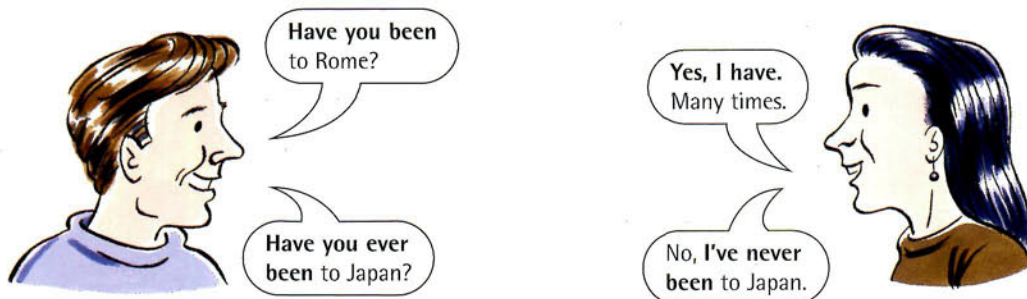 Have you been
to Rome?
Yes, I have.
Many times.
Have you ever
been to Japan?
No, I've never
been to Japan.